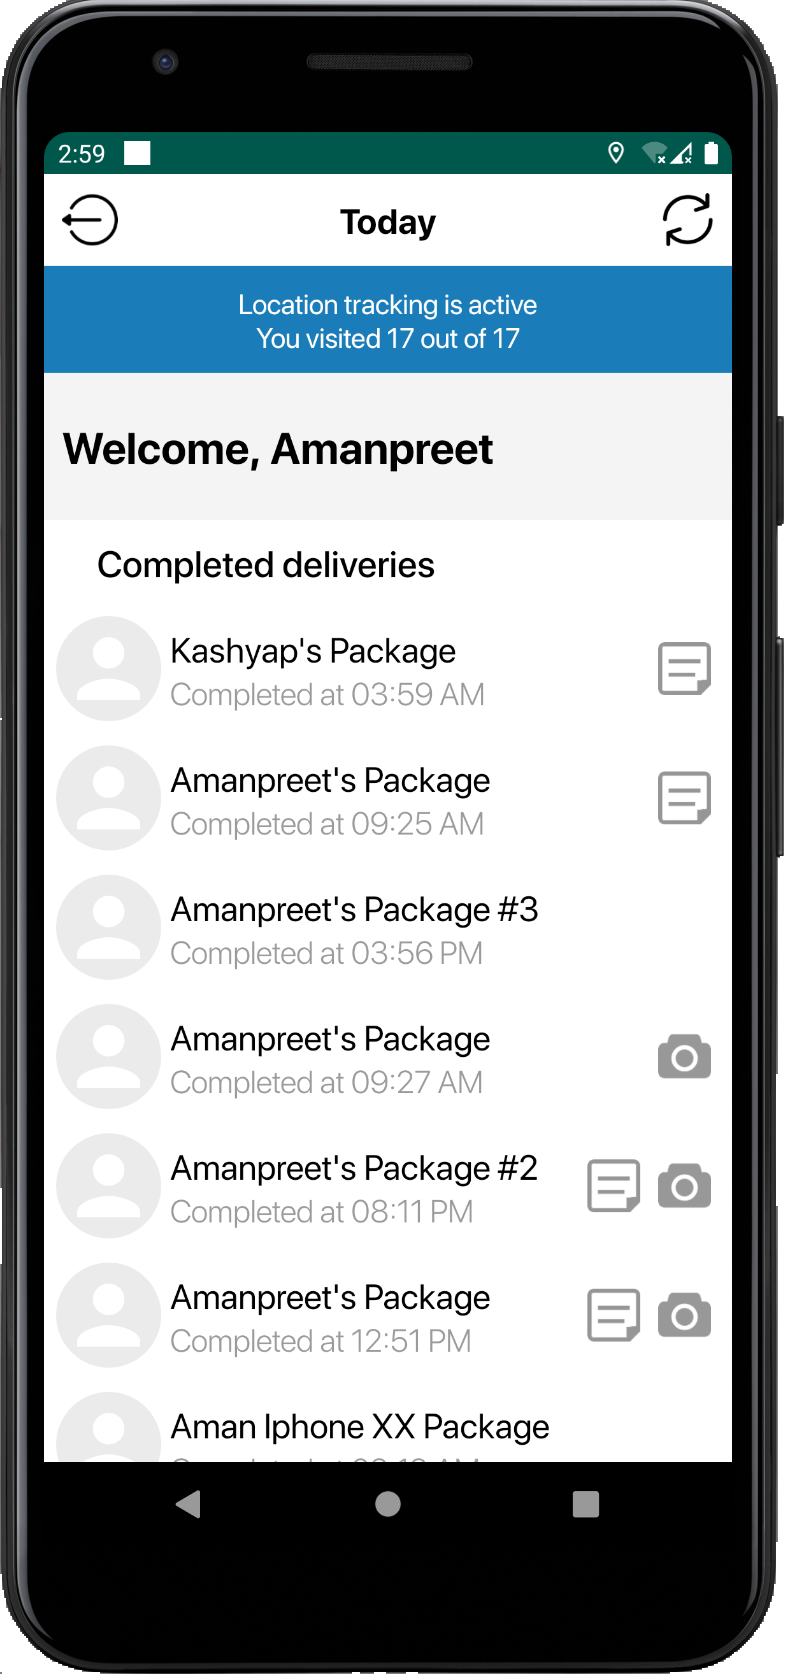 2:59
Today
Location tracking is active
You visited 17 out of 17
Welcome, Amanpreet
Completed deliveries
Kashyap's Package
Completed at 03:59 AM
Amanpreet's Package
Completed at 09:25 AM
Amanpreet's Package #3
Completed at 03:56 PM
Amanpreet's Package
Completed at 09:27 AM
Amanpreet's Package #2
Completed at 08:11 PM
Amanpreet's Package
Completed at 12:51 PM
Aman Iphone XX Package